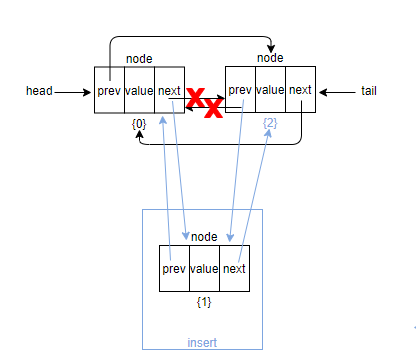 node
node
head
prev value next
prev value next
tail
{0}
{2}
node
prev value next
{1}
insert